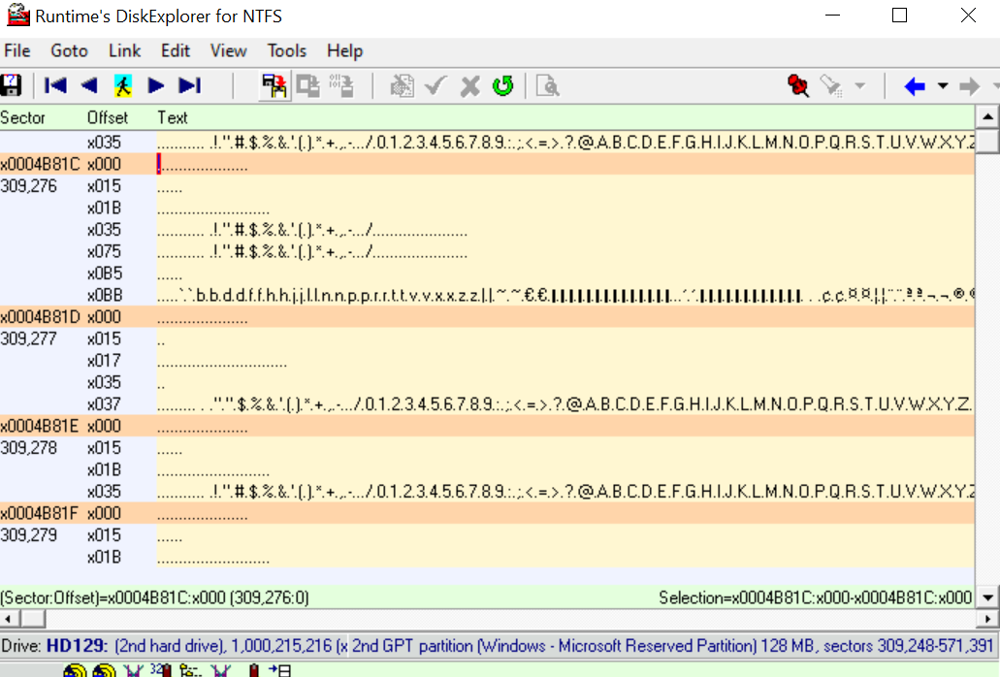 Runtime's DiskExplorer for NTFS
File Goto Link Edit View Tools Help
Sector Offset Text
x035 ........... .!.".#.$.%.&.'.(.).*.+.,.-.../.0.1.2.3.4.5.6.7.8.9.:.;.<.=.>.?.@.A.B.C.D.E.F.G.H.I.J.K.L.M.N.O.P.Q.R.S.T.U.V.W.X.Y.Z
x0004B81C x000 .....................
309,276 x015 ......
x01B ..........................
x035 ........... .!.".#.$.%.&.'.(.).*.+.,.-.../......................
x075 ........... .!.".#.$.%.&.'.(.).*.+.,.-.../......................
x0B5 ......
x0BB .....`.`.b.b.d.d.f.f.h.h.j.j.l.l.n.n.p.p.r.r.t.t.v.v.x.x.z.z.|.|.~.~.€.€.
x0004B81D x000 .....................
309,277 x015 ..
x017 ..............................
x035 ..
x037 ......... . .".".$.%.&.'.(.).*.+.,.-.../.0.1.2.3.4.5.6.7.8.9.:.;.<.=.>.?.@.A.B.C.D.E.F.G.H.I.J.K.L.M.N.O.P.Q.R.S.T.U.V.W.X.Y.Z.
x0004B81E x000 .....................
309,278 x015 ......
x01B ..........................
x035 ........... .!.".#.$.%.&.'.(.).*.+.,.-.../.0.1.2.3.4.5.6.7.8.9.:.;.<.=.>.?.@.A.B.C.D.E.F.G.H.I.J.K.L.M.N.O.P.Q.R.S.T.U.V.W.X.Y.Z
x0004B81F x000 .....................
309,279 x015 ......
x01B ..........................
(Sector:Offset)=x0004B81C:x000 (309,276:0) Selection=x0004B81C:x000-x0004B81C:x000
Drive: HD129: (2nd hard drive), 1,000,215,216 (x 2nd GPT partition (Windows - Microsoft Reserved Partition) 128 MB, sectors 309,248-571,391
32